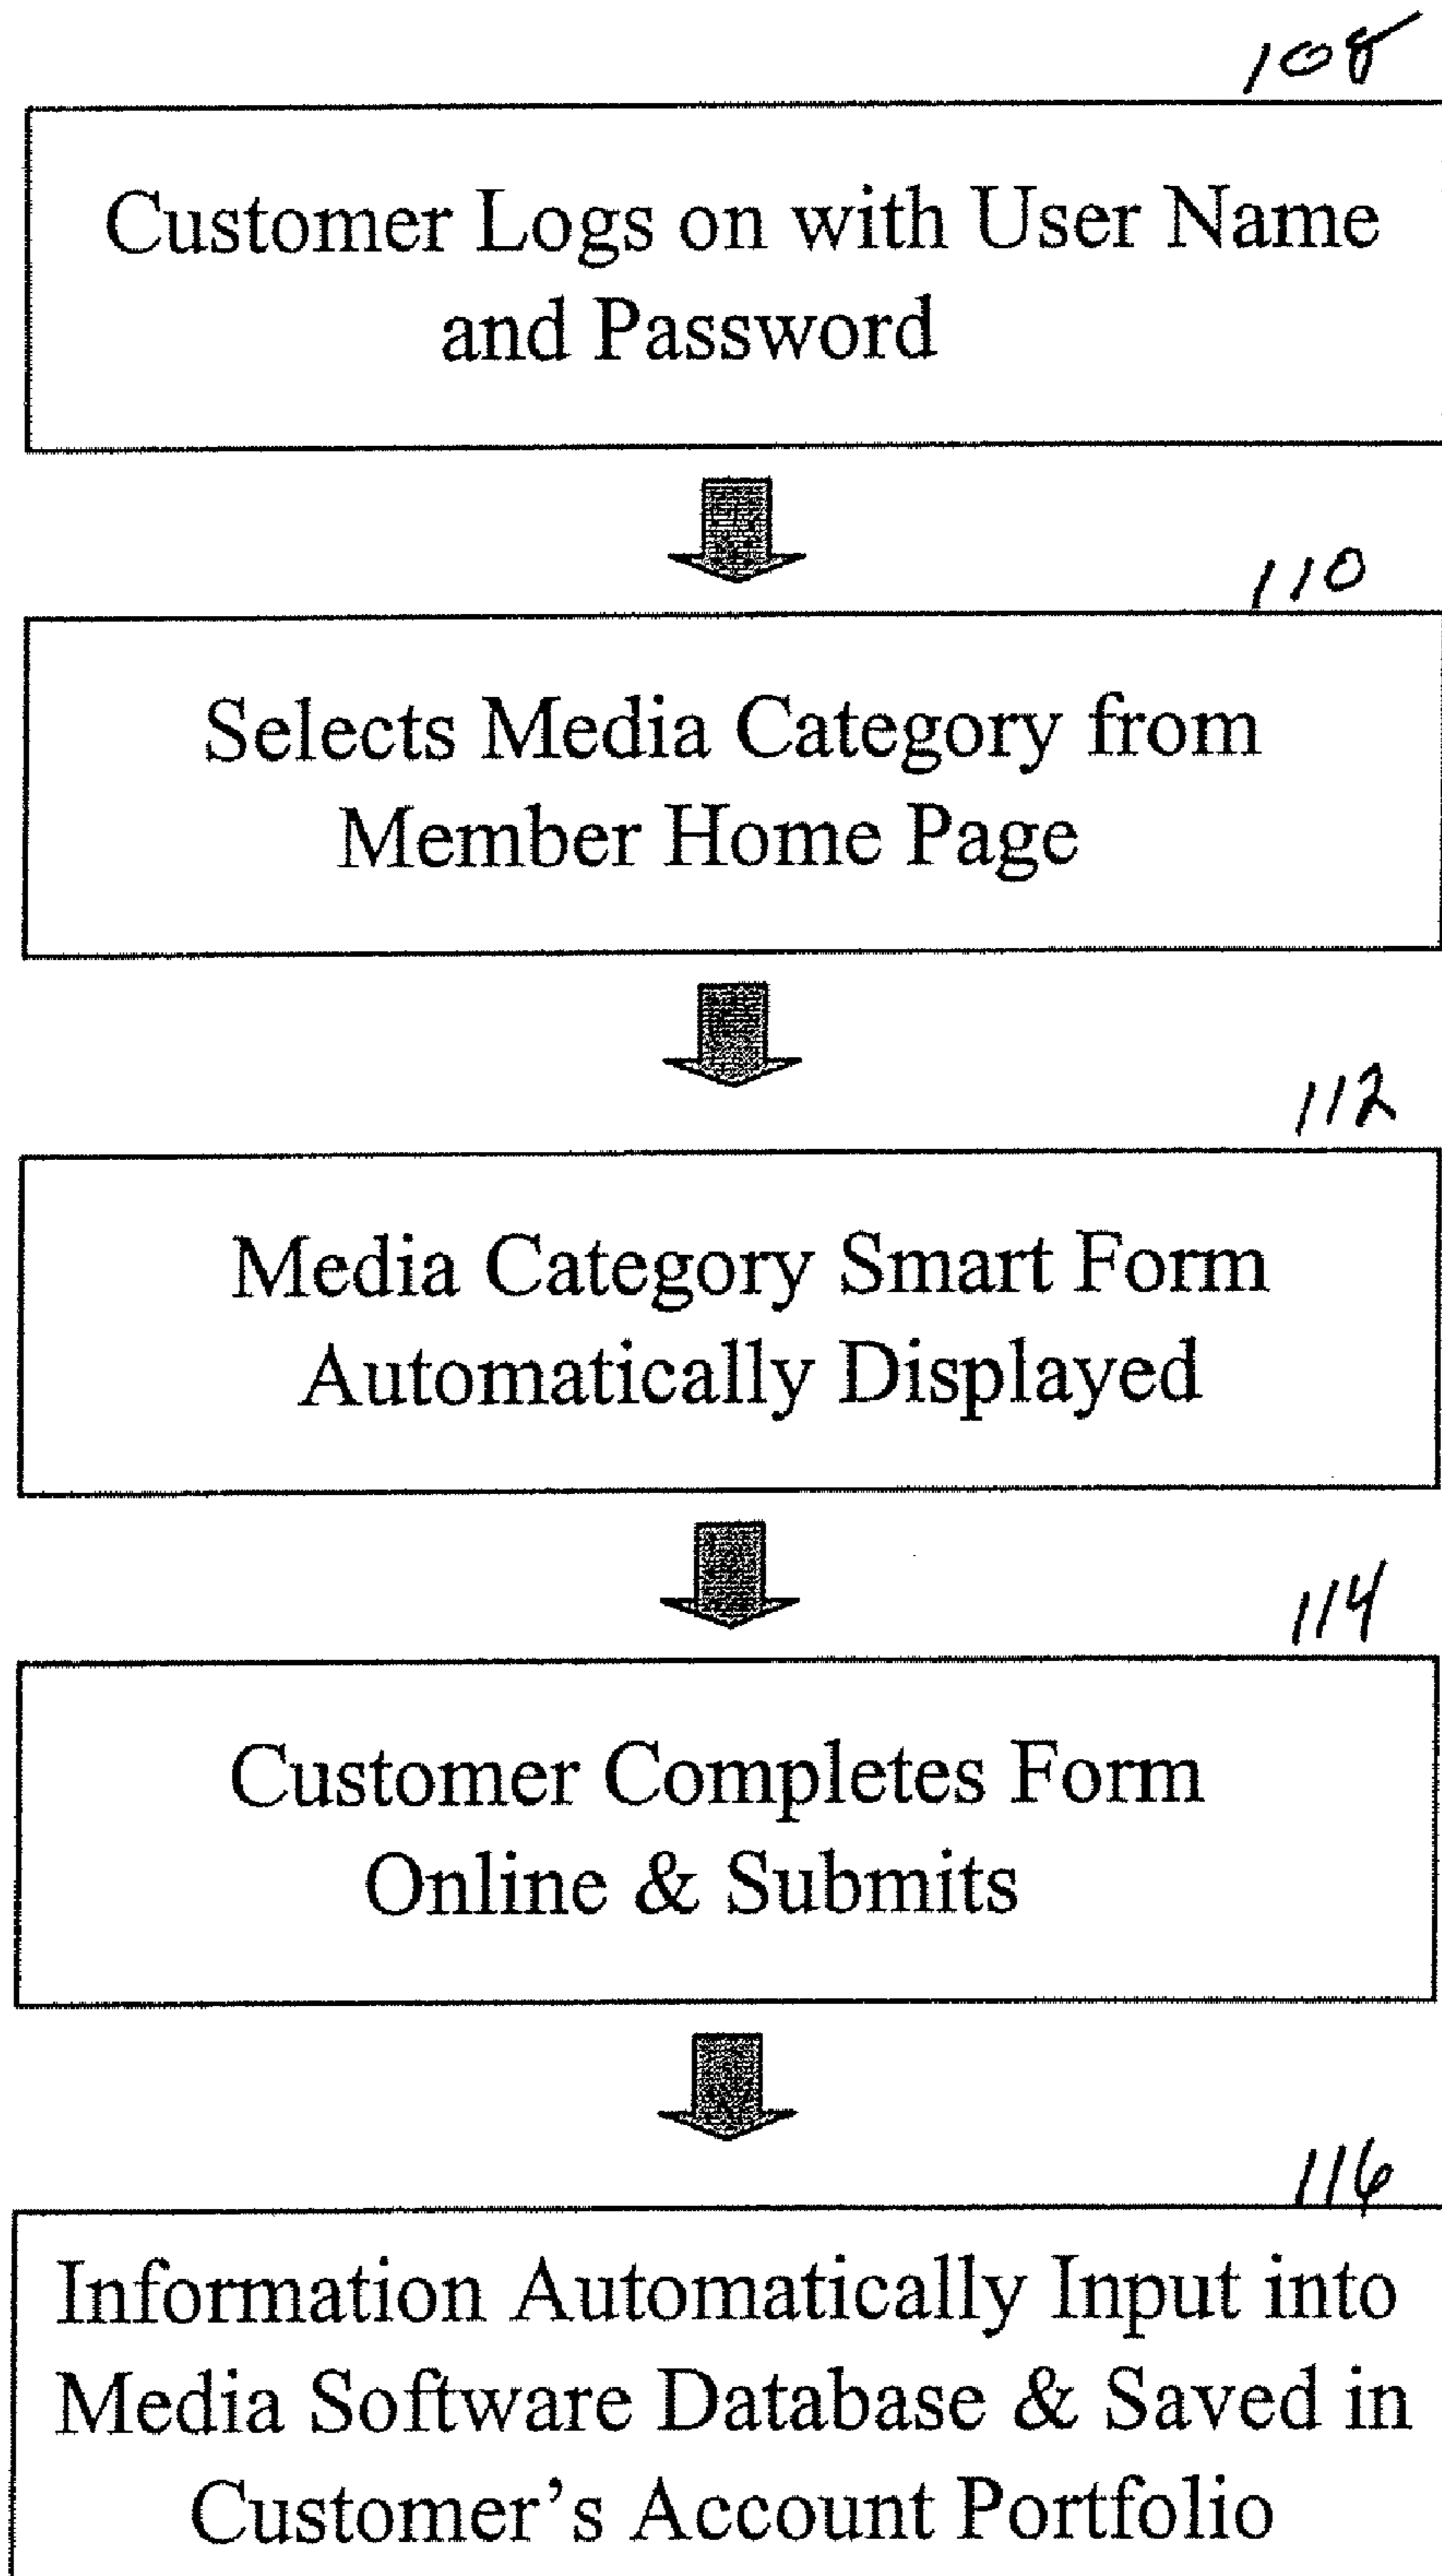 108
Customer Logs on with User Name
and Password
110
Selects Media Category from
Member Home Page
112
Media Category Smart Form
Automatically Displayed
114
Customer Completes Form
Online & Submits
116
Information Automatically Input into
Media Software Database & Saved in
Customer’s Account Portfolio